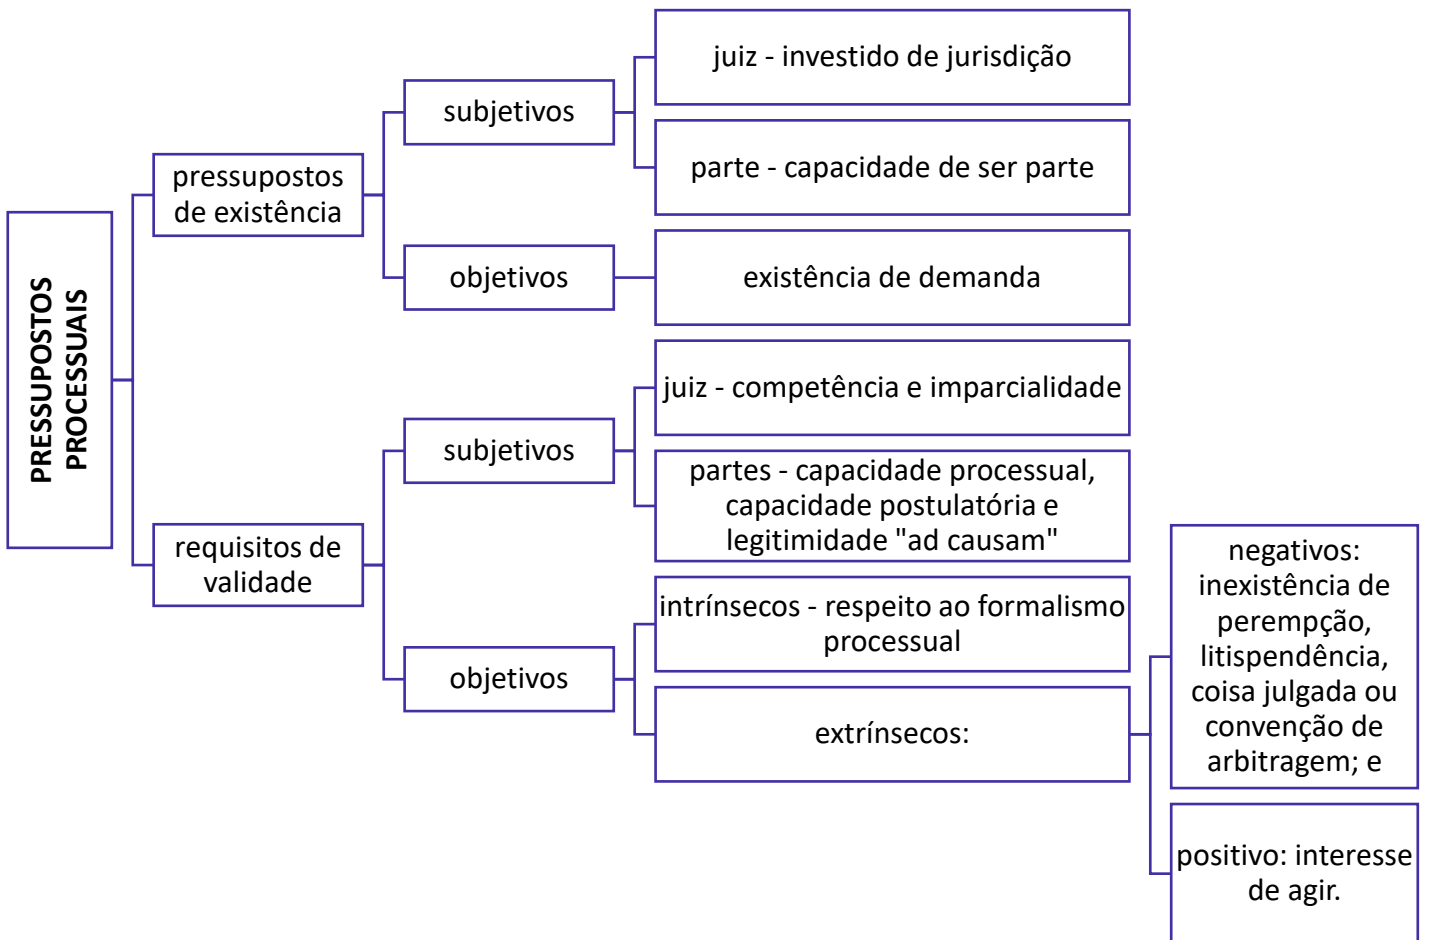 PRESSUPOSTOS
PROCESSUAIS
pressupostos
de existência
subjetivos
juiz - investido de jurisdição
parte - capacidade de ser parte
objetivos
existência de demanda
requisitos de
validade
subjetivos
juiz - competência e imparcialidade
partes - capacidade processual,
capacidade postulatória e
legitimidade "ad causam"
objetivos
intrínsecos - respeito ao formalismo
processual
extrínsecos:
negativos:
inexistência de
perempção,
litispendência,
coisa julgada ou
convenção de
arbitragem; e
positivo: interesse
de agir.